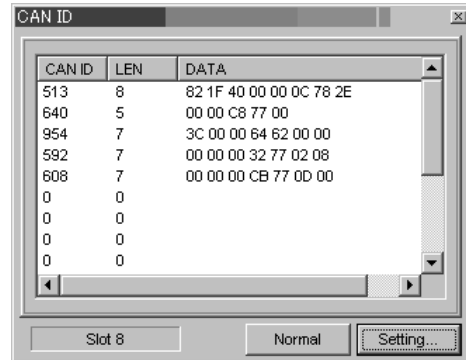 CAN ID
CAN ID LEN DATA
513 8 82 1F 40 00 00 0C 78 2E
640 5 00 00 C8 77 00
954 7 3C 00 00 64 62 00 00
592 7 00 00 00 32 77 02 08
608 7 00 00 00 CB 77 0D 00
0 0
0 0
0 0
0 0
Slot 8 Normal Setting...